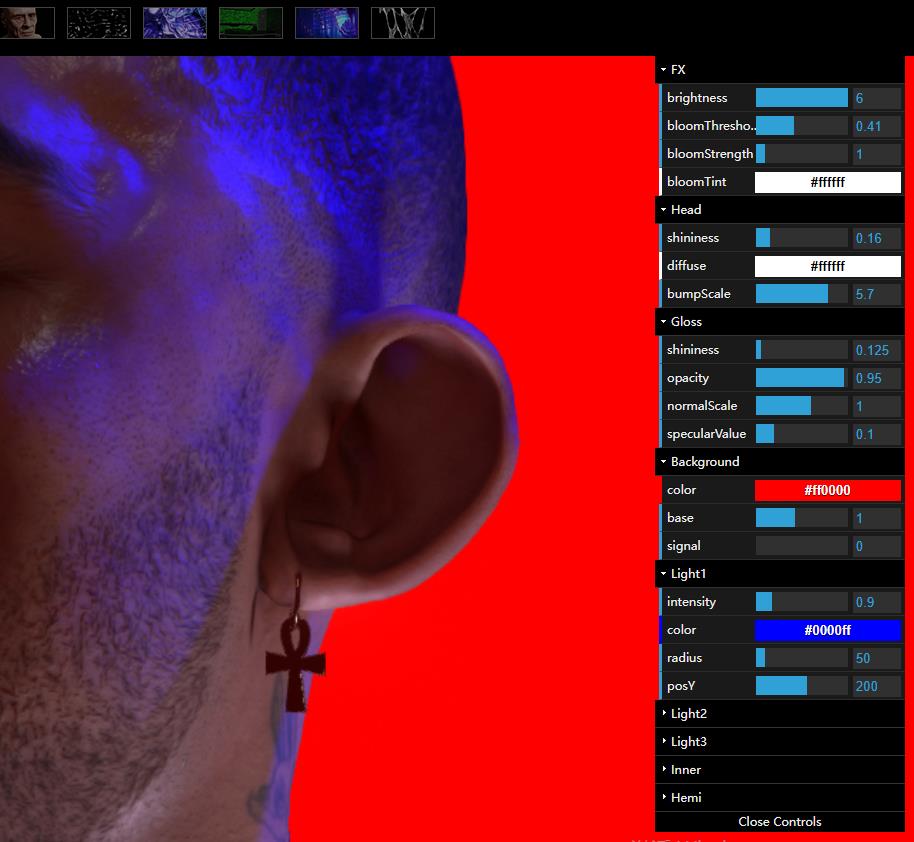 FX
brightness 6
bloomThresho.. 0.41
bloomStrength 1
bloomTint #ffffff
Head
shininess 0.16
diffuse #ffffff
bumpScale 5.7
Gloss
shininess 0.125
opacity 0.95
normalScale 1
specularValue 0.1
Background
color #ff0000
base 1
signal 0
Light1
intensity 0.9
color #0000ff
radius 50
posY 200
Light2
Light3
Inner
Hemi
Close Controls